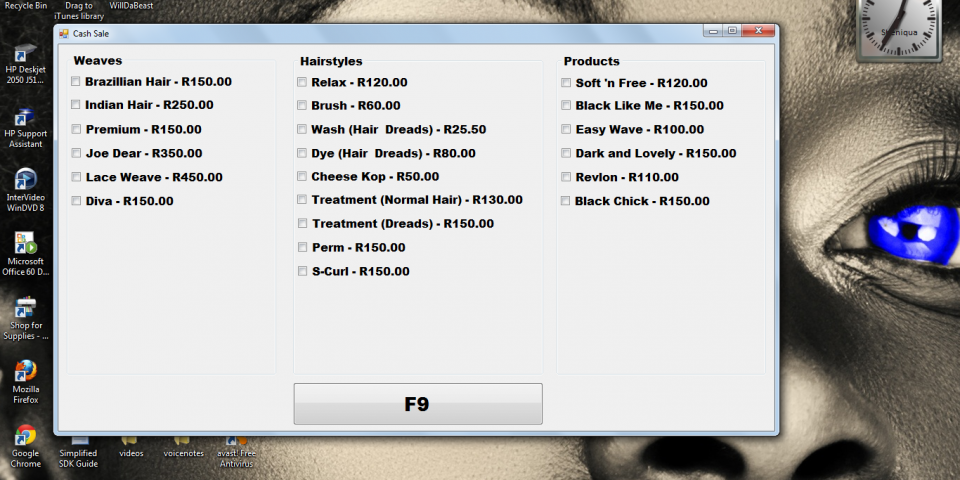 Recycle Bin
Drag to
iTunes library
WillDaBeast
Cash Sale
Sheniqua
HP Deskjet
2050 J51...
HP Support
Assistant
InterVideo
WinDVD 8
Microsoft
Office 60 D...
Shop for
Supplies - ...
Mozilla
Firefox
Google
Chrome
Simplified
SDK Guide
videos
voicenotes
avast! Free
Antivirus
Weaves
Brazillian Hair - R150.00
Indian Hair - R250.00
Premium - R150.00
Joe Dear - R350.00
Lace Weave - R450.00
Diva - R150.00
Hairstyles
Relax - R120.00
Brush - R60.00
Wash (Hair Dreads) - R25.50
Dye (Hair Dreads) - R80.00
Cheese Kop - R50.00
Treatment (Normal Hair) - R130.00
Treatment (Dreads) - R150.00
Perm - R150.00
S-Curl - R150.00
Products
Soft 'n Free - R120.00
Black Like Me - R150.00
Easy Wave - R100.00
Dark and Lovely - R150.00
Revlon - R110.00
Black Chick - R150.00
F9